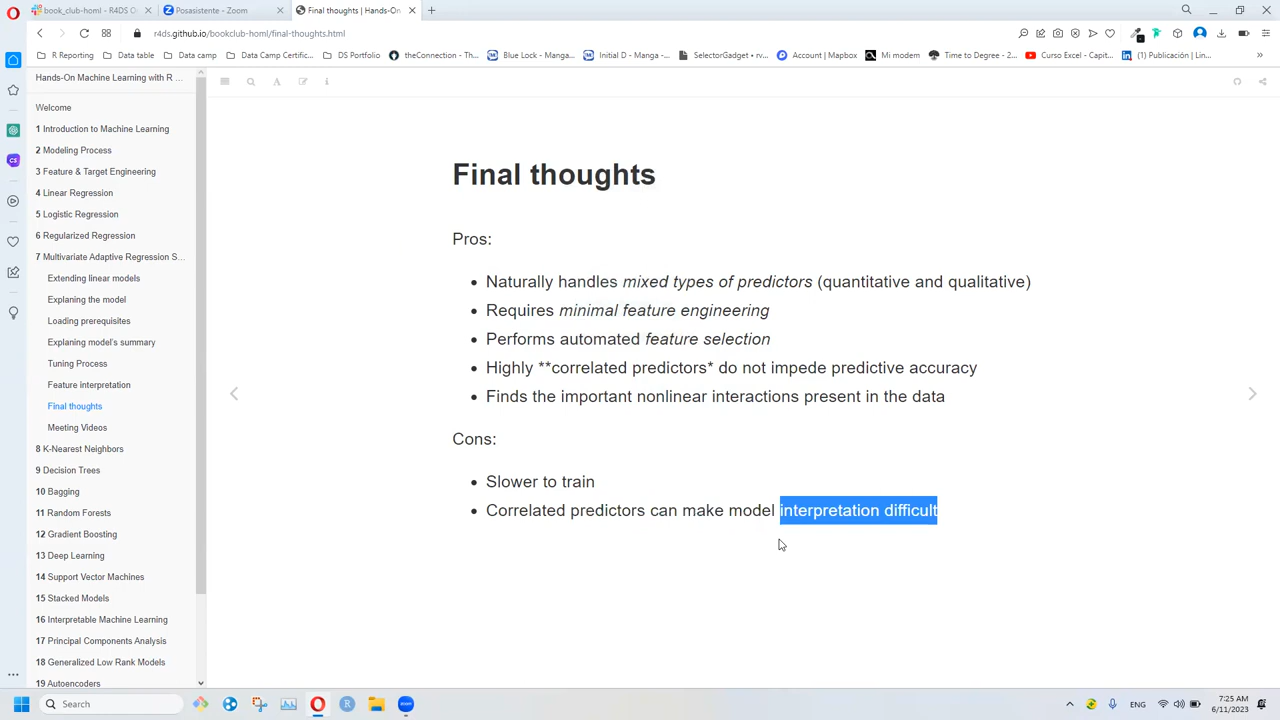 book_club-homl - R4DS O...
Posasistente - Zoom
Final thoughts | Hands-On...
r4ds.github.io/bookclub-homl/final-thoughts.html
R Reporting
Data table
Data camp
Data Camp Certific...
DS Portfolio
theConnection - Th...
Blue Lock - Manga...
Initial D - Manga -...
SelectorGadget • rv...
Account | Mapbox
Mi modem
Time to Degree - 2...
Curso Excel - Capit...
(1) Publicación | Lin...
Hands-On Machine Learning with R ...
Welcome
1 Introduction to Machine Learning
2 Modeling Process
3 Feature & Target Engineering
4 Linear Regression
5 Logistic Regression
6 Regularized Regression
7 Multivariate Adaptive Regression S...
Extending linear models
Explaning the model
Loading prerequisites
Explaning model's summary
Tuning Process
Feature interpretation
Final thoughts
Meeting Videos
8 K-Nearest Neighbors
9 Decision Trees
10 Bagging
11 Random Forests
12 Gradient Boosting
13 Deep Learning
14 Support Vector Machines
15 Stacked Models
16 Interpretable Machine Learning
17 Principal Components Analysis
18 Generalized Low Rank Models
19 Autoencoders
Final thoughts
Pros:
• Naturally handles mixed types of predictors (quantitative and qualitative)
• Requires minimal feature engineering
• Performs automated feature selection
• Highly **correlated predictors* do not impede predictive accuracy
• Finds the important nonlinear interactions present in the data
Cons:
• Slower to train
• Correlated predictors can make model interpretation difficult
Search
ENG
7:25 AM
6/11/2023